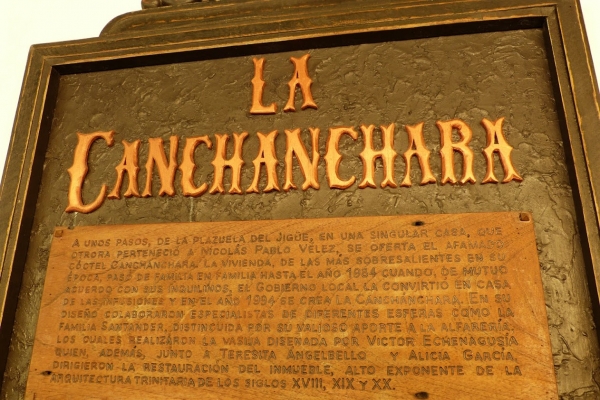 LA
CANCHANCHARA
A UNOS PASOS, DE LA PLAZUELA DEL JIGÜE, EN UNA SINGULAR CASA, QUE
OTRORA PERTENECIÓ A NICOLÁS PABLO VÉLEZ, SE OFERTA EL AFAMADO
CÓCTEL CANCHÁNCHARA. LA VIVIENDA, DE LAS MÁS SOBRESALIENTES EN SU
ÉPOCA, PASÓ DE FAMILIA EN FAMILIA HASTA EL AÑO 1984 CUANDO, DE MUTUO
ACUERDO CON SUS INQUILINOS, EL GOBIERNO LOCAL LA CONVIRTIÓ EN CASA
DE LAS INFUSIONES Y EN EL AÑO 1994 SE CREA LA CANCHÁNCHARA. EN SU
DISEÑO COLABORARON ESPECIALISTAS DE DIFERENTES ESFERAS COMO LA
FAMILIA SANTANDER, DISTINGUIDA POR SU VALIOSO APORTE A LA ALFARERÍA,
LOS CUALES REALIZARON LA VASIJA DISEÑADA POR VÍCTOR ECHENAGUSÍA
QUIEN, ADEMÁS, JUNTO A TERESITA ANGELBELLO Y ALICIA GARCÍA,
DIRIGIERON LA RESTAURACIÓN DEL INMUEBLE, ALTO EXPONENTE DE LA
ARQUITECTURA TRINITARIA DE LOS SIGLOS XVIII, XIX Y XX.